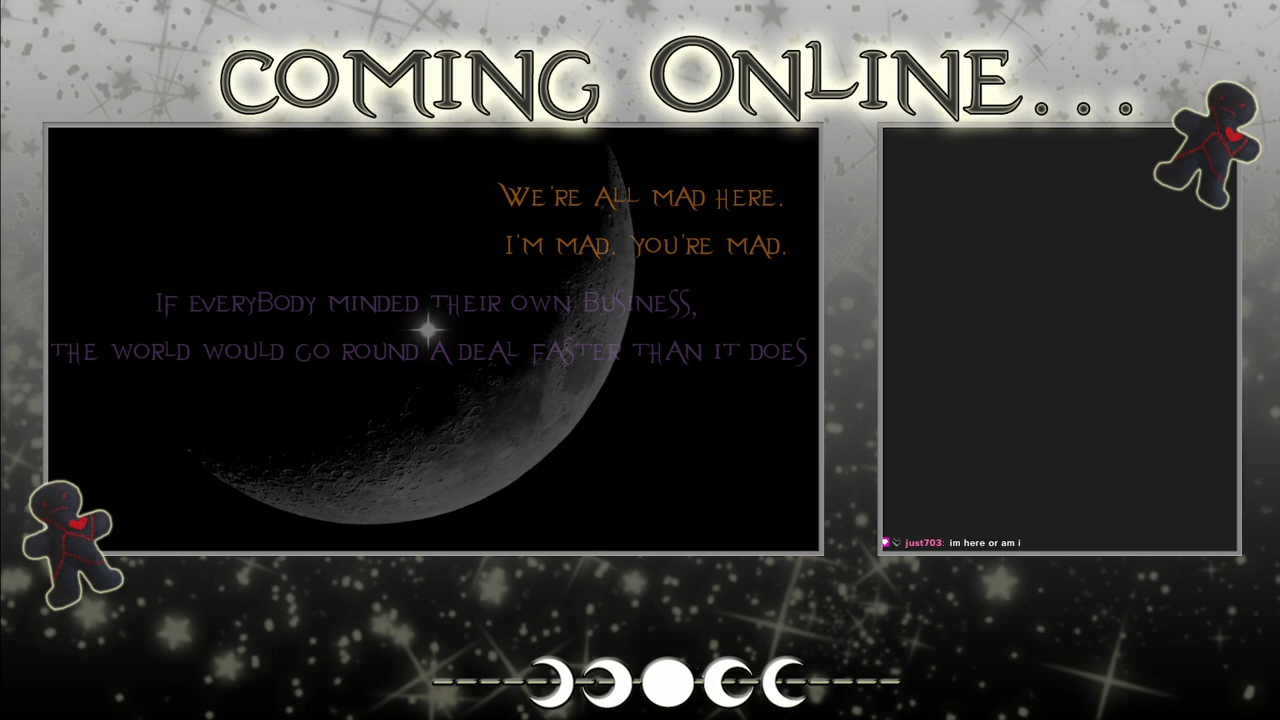 COMING ONLINE...
WE'RE ALL MAD HERE.
I'M MAD. YOU'RE MAD.
IF EVERYBODY MINDED THEIR OWN BUSINESS,
THE WORLD WOULD GO ROUND A DEAL FASTER THAN IT DOES
just703: im here or am i